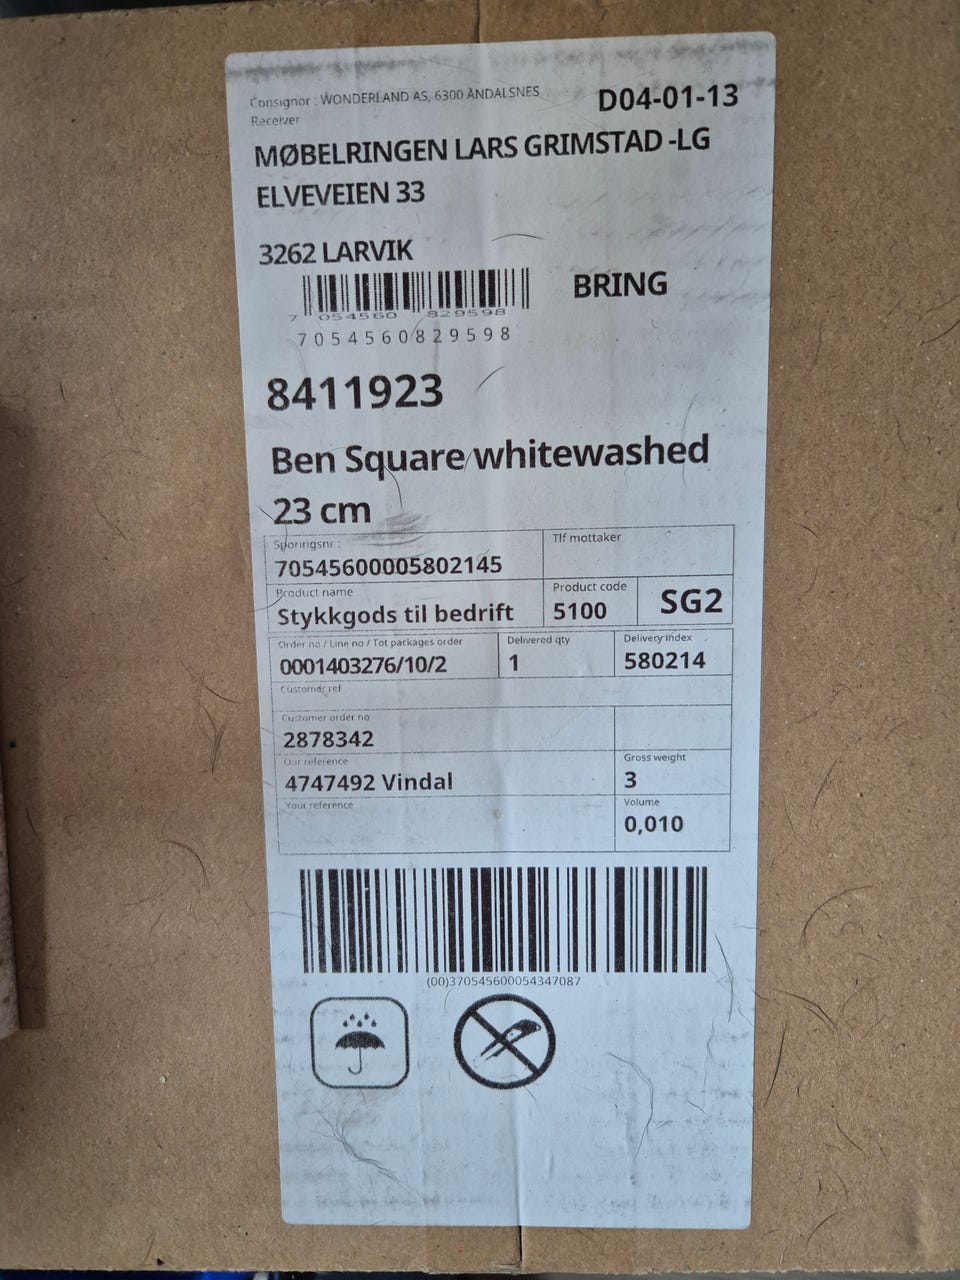 Consignor : WONDERLAND AS, 6300 ÅNDALSNES
D04-01-13
Receiver
MØBELRINGEN LARS GRIMSTAD -LG
ELVEVEIEN 33
3262 LARVIK
BRING
7 054560 829598
7054560829598
8411923
Ben Square whitewashed
23 cm
Sporingsnr :
Tlf mottaker
70545600005802145
Product name
Product code
Stykkgods til bedrift
5100
SG2
Order no / Line no / Tot packages order
Delivered qty
Delivery index
0001403276/10/2
1
580214
Customer ref
Customer order no
2878342
Our reference
Gross weight
4747492 Vindal
3
Your reference
Volume
0,010
(00)370545600054347087